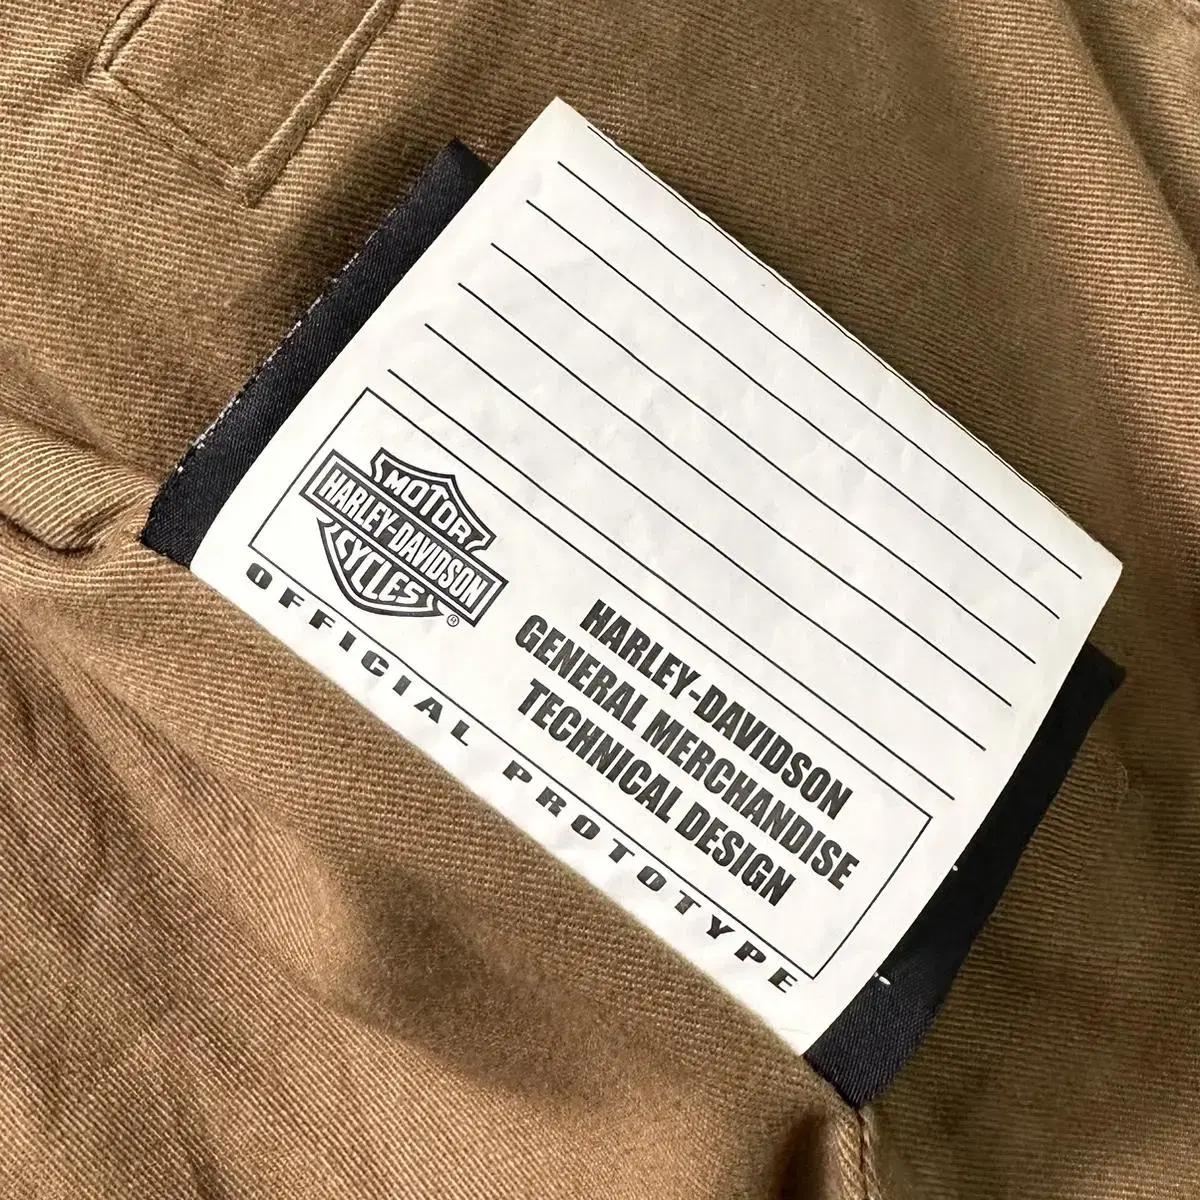 MOTOR
HARLEY-DAVIDSON
CYCLES
®
HARLEY-DAVIDSON
GENERAL MERCHANDISE
TECHNICAL DESIGN
OFFICIAL PROTOTYPE